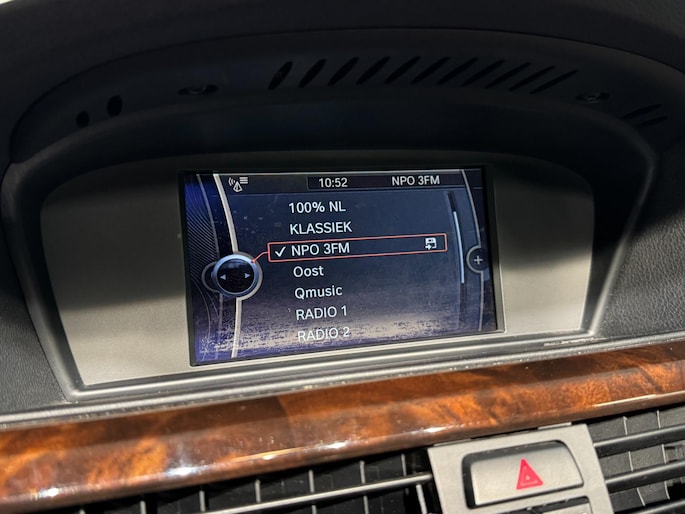 10:52 NPO 3FM
100% NL
KLASSIEK
✓ NPO 3FM
Oost
Qmusic
RADIO 1
RADIO 2